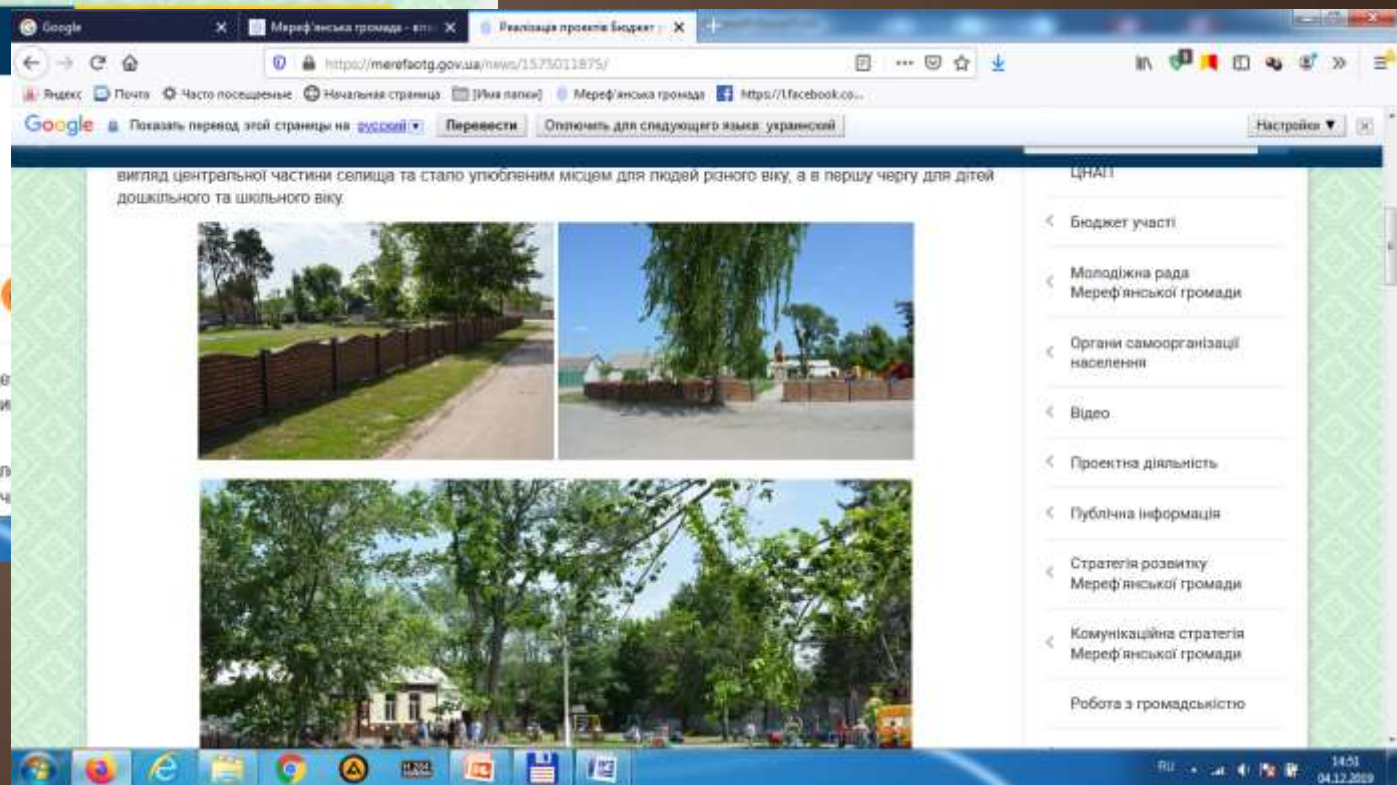 Google
Мереф'янська громада - віта
Реалізація проектів Бюджет у
https://merefaotg.gov.ua/news/1575011875/
Яндекс
Почта
Часто посещаемые
Начальная страница
[Имя папки]
Мереф'янська громада
https://l.facebook.co...
Google
Показать перевод этой страницы на русский
Перевести
Отключить для следующего языка: украинский
Настройки ▼
вигляд центральної частини селища та стало улюбленим місцем для людей різного віку, а в першу чергу для дітей
дошкільного та шкільного віку.
ЦНАП
Бюджет участі
Молодіжна рада
Мереф'янської громади
Органи самоорганізації
населення
Відео
Проектна діяльність
Публічна інформація
Стратегія розвитку
Мереф'янської громади
Комунікаційна стратегія
Мереф'янської громади
Робота з громадськістю
H.264
RU
14:51
04.12.2019